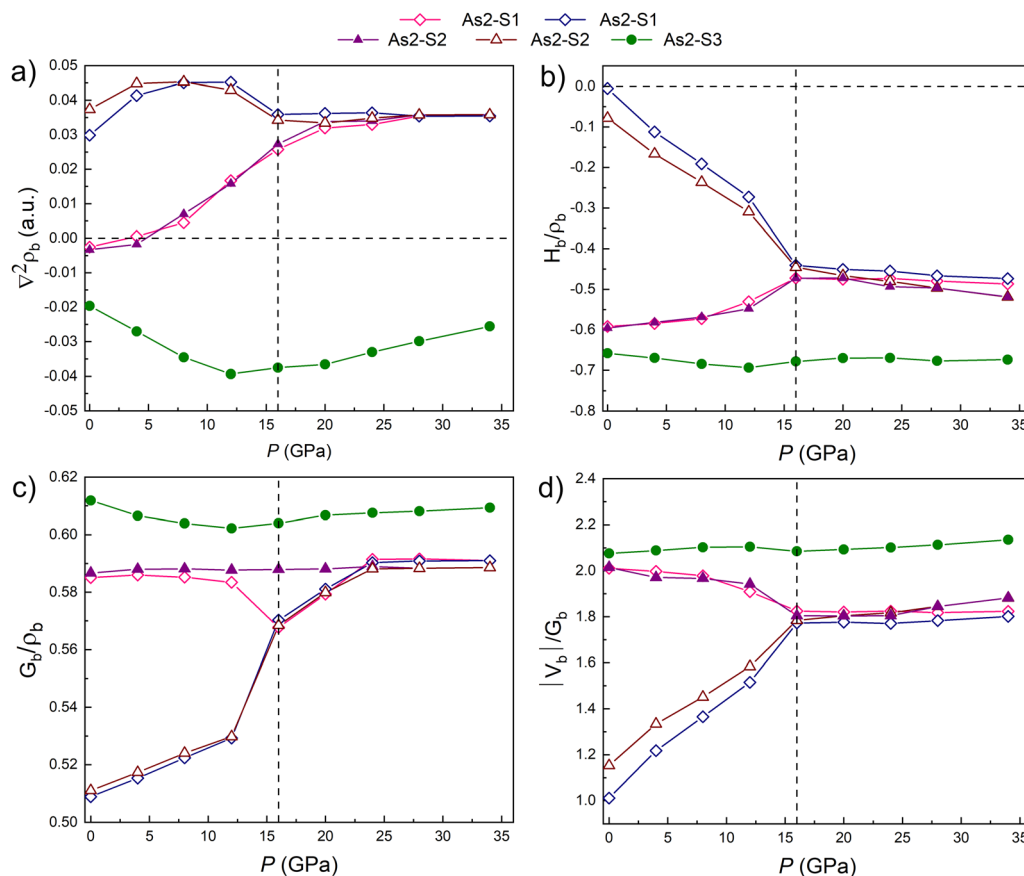 As2-S1 As2-S1
As2-S2 As2-S2 As2-S3
a)
0.05
0.04
0.03
0.02
0.01
0.00
-0.01
-0.02
-0.03
-0.04
-0.05
∇²ρb (a.u.)
0 5 10 15 20 25 30 35
P (GPa)
b)
0.0
-0.1
-0.2
-0.3
-0.4
-0.5
-0.6
-0.7
-0.8
Hb/ρb
0 5 10 15 20 25 30 35
P (GPa)
c)
0.62
0.60
0.58
0.56
0.54
0.52
0.50
Gb/ρb
0 5 10 15 20 25 30 35
P (GPa)
d)
2.4
2.2
2.0
1.8
1.6
1.4
1.2
1.0
|Vb|/Gb
0 5 10 15 20 25 30 35
P (GPa)